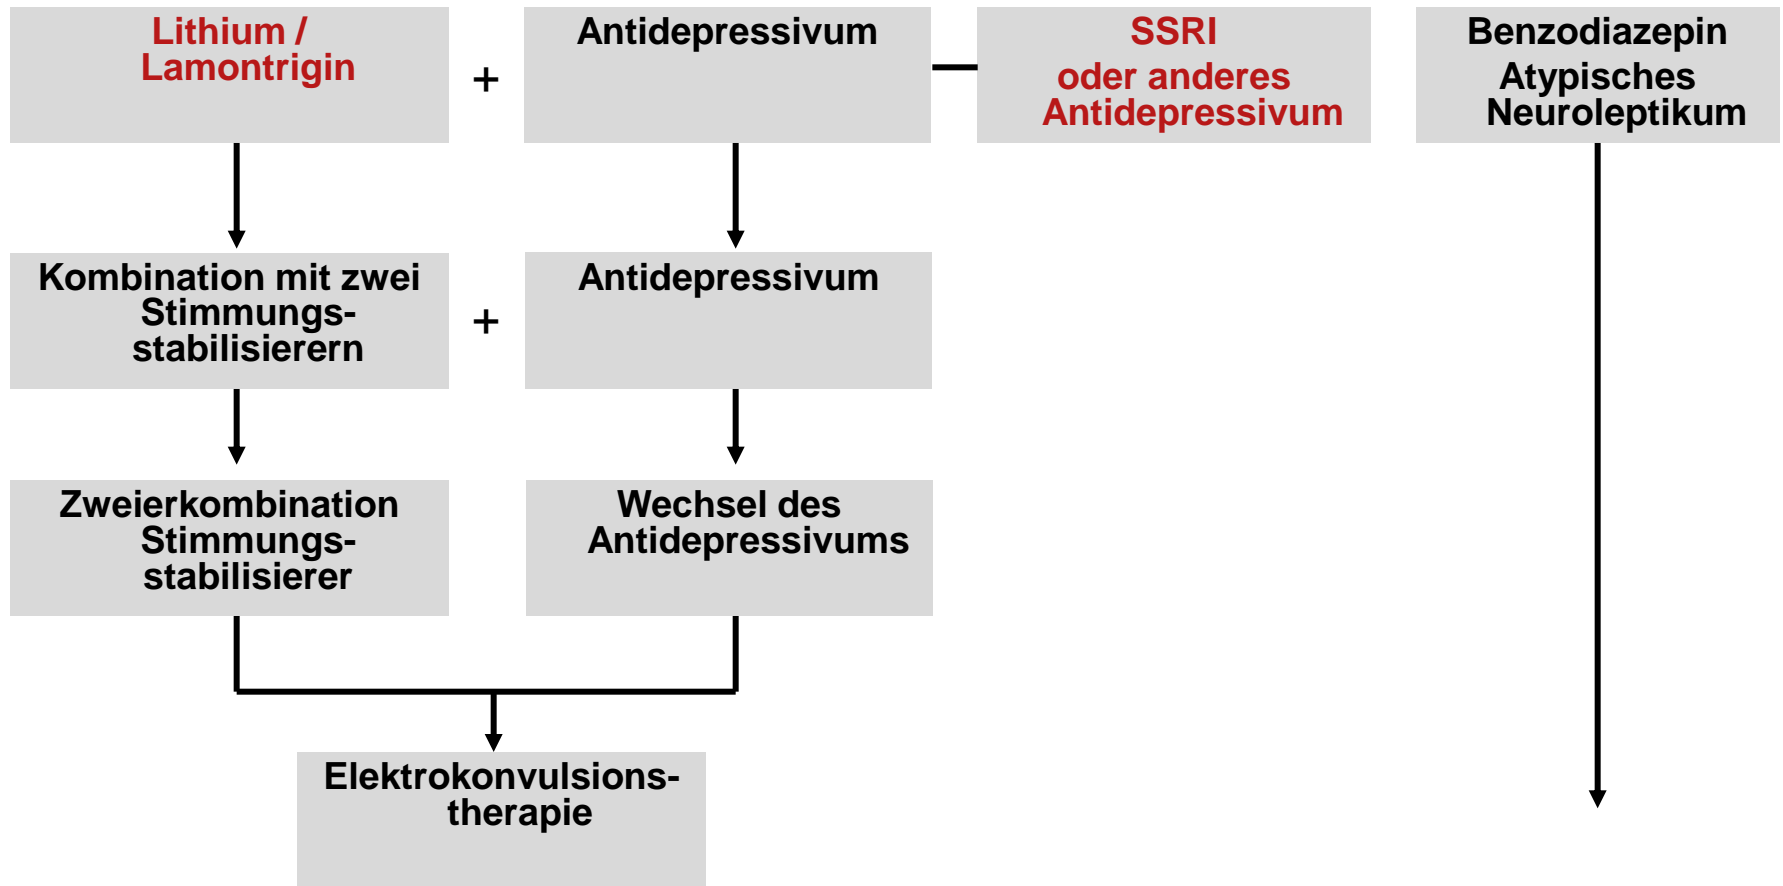 Lithium /
Lamontrigin
+
Antidepressivum
SSRI
oder anderes
Antidepressivum
Benzodiazepin
Atypisches
Neuroleptikum
Kombination mit zwei
Stimmungs-
stabilisierern
+
Antidepressivum
Zweierkombination
Stimmungs-
stabilisierer
Wechsel des
Antidepressivums
Elektrokonvulsions-
therapie